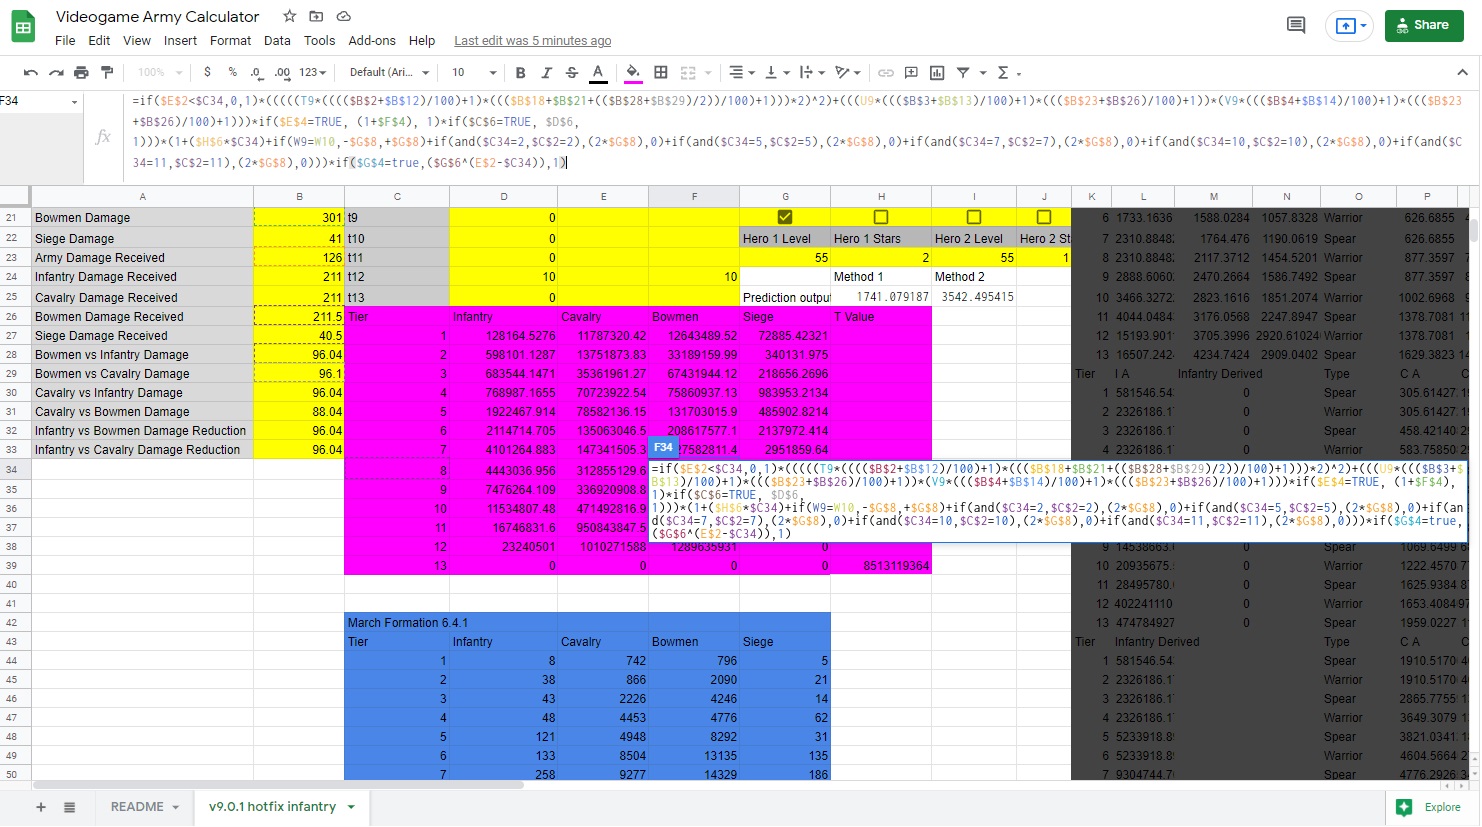 Videogame Army Calculator
File Edit View Insert Format Data Tools Add-ons Help Last edit was 5 minutes ago
Share
100% $ % .0 .00 123 Default (Ari... 10 B I S A
F34
=if($E$2<$C34,0,1)*(((((T9*((((($B$2+$B$12)/100)+1)*((($B$18+$B$21+(($B$28+$B$29)/2))/100)+1)))*2)^2)+(((U9*((($B$3+$B$13)/100)+1)*((($B$23+$B$26)/100)+1))*(V9*((($B$4+$B$14)/100)+1)*((($B$23
+$B$26)/100)+1)))*if($E$4=TRUE, (1+$F$4), 1)*if($C$6=TRUE, $D$6,
1)))*(1+($H$6*$C34)+if(W9=W10,-$G$8,+$G$8)+if(and($C34=2,$C$2=2),(2*$G$8),0)+if(and($C34=5,$C$2=5),(2*$G$8),0)+if(and($C34=7,$C$2=7),(2*$G$8),0)+if(and($C34=10,$C$2=10),(2*$G$8),0)+if(and($C
34=11,$C$2=11),(2*$G$8),0)))*if($G$4=true,($G$6^(E$2-$C34)),1)
fx
A B C D E F G H I J K L M N O P
21 Bowmen Damage 301 t9 0 6 1733.1636 1588.0284 1057.8328 Warrior 626.6855
22 Siege Damage 41 t10 0 Hero 1 Level Hero 1 Stars Hero 2 Level Hero 2 St 7 2310.8848 1764.476 1190.0619 Spear 626.6855
23 Army Damage Received 126 t11 0 55 2 55 1 8 2310.8848 2117.3712 1454.5201 Warrior 877.3597
24 Infantry Damage Received 211 t12 10 10 Method 1 Method 2 9 2888.6060 2470.2664 1586.7492 Spear 877.3597
25 Cavalry Damage Received 211 t13 0 Prediction output 1741.079187 3542.495415 10 3466.3272 2823.1616 1851.2074 Warrior 1002.6968
26 Bowmen Damage Received 211.5 Tier Infantry Cavalry Bowmen Siege T Value 11 4044.048 3176.0568 2247.8947 Spear 1378.7081
27 Siege Damage Received 40.5 1 128164.5276 11787320.42 12643489.52 72885.42321 12 15193.901 3705.3996 2920.61024 Warrior 1378.7081
28 Bowmen vs Infantry Damage 96.04 2 598101.1287 13751873.83 33189159.99 340131.975 13 16507.242 4234.7424 2909.0402 Spear 1629.3823
29 Bowmen vs Cavalry Damage 96.1 3 683544.1471 35361961.27 67431944.12 218656.2696 Tier I A Infantry Derived Type C A
30 Cavalry vs Infantry Damage 96.04 4 768987.1655 70723922.54 75860937.13 983953.2134 1 581546.54 0 Spear 305.61427
31 Cavalry vs Bowmen Damage 88.04 5 1922467.914 78582136.15 131703015.9 485902.8214 2 2326186.1 0 Warrior 305.61427
32 Infantry vs Bowmen Damage Reduction 96.04 6 2114714.705 135063046.5 208617577.1 2137972.414 3 2326186.1 0 Spear 458.42140
33 Infantry vs Cavalry Damage Reduction 96.04 7 4101264.883 147341505.3 F34 27582811.4 2951859.64 4 2326186.1 0 Warrior 583.75850
34 8 4443036.956 312855129.6 =if($E$2<$C34,0,1)*(((((T9*((((($B$2+$B$12)/100)+1)*((($B$18+$B$21+(($B$28+$B$29)/2))/100)+1)))*2)^2)+(((U9*((($B$3+$
B$13)/100)+1)*((($B$23+$B$26)/100)+1))*(V9*((($B$4+$B$14)/100)+1)*((($B$23+$B$26)/100)+1)))*if($E$4=TRUE, (1+$F$4),
35 9 7476264.109 336920908.8 1)*if($C$6=TRUE, $D$6,
36 10 11534807.48 471492816.9 1)))*(1+($H$6*$C34)+if(W9=W10,-$G$8,+$G$8)+if(and($C34=2,$C$2=2),(2*$G$8),0)+if(and($C34=5,$C$2=5),(2*$G$8),0)+if(an
37 11 16746831.6 950843847.5 d($C34=7,$C$2=7),(2*$G$8),0)+if(and($C34=10,$C$2=10),(2*$G$8),0)+if(and($C34=11,$C$2=11),(2*$G$8),0)))*if($G$4=true,
($G$6^(E$2-$C34)),1)
38 12 23240501 1010271588 1289635931 0 9 14538663. 0 Spear 1069.6499
39 13 0 0 0 0 8513119364 10 20935675. 0 Warrior 1222.4570
40 11 28495780. 0 Spear 1625.9384
41 12 402241110 0 Warrior 1653.4084
42 March Formation 6.4.1 13 474784927 0 Spear 1959.0227
43 Tier Infantry Cavalry Bowmen Siege Tier Infantry Derived Type C A
44 1 8 742 796 5 1 581546.54 Spear 1910.5170
45 2 38 866 2090 21 2 2326186.1 Warrior 1910.5170
46 3 43 2226 4246 14 3 2326186.1 Spear 2865.7755
47 4 48 4453 4776 62 4 2326186.1 Warrior 3649.3079
48 5 121 4948 8292 31 5 5233918.8 Spear 3821.0341
49 6 133 8504 13135 135 6 5233918.8 Warrior 4604.5664
50 7 258 9277 14329 186 7 9304744.7 Spear 4776.2926
README v9.0.1 hotfix infantry Explore